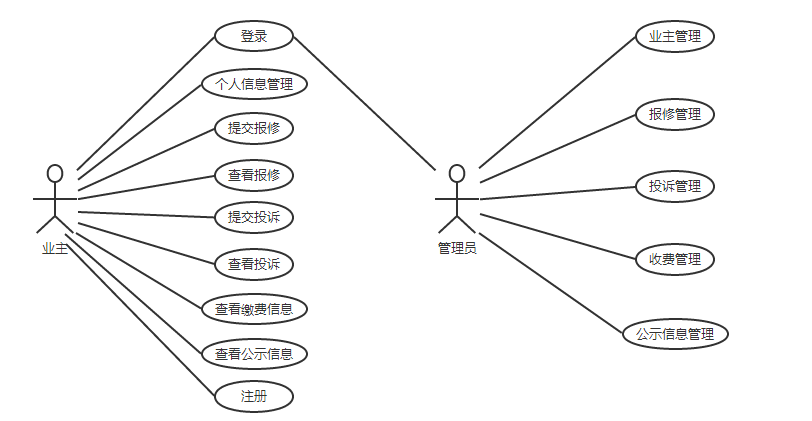 登录
个人信息管理
提交报修
查看报修
提交投诉
查看投诉
查看缴费信息
查看公示信息
注册
业主
管理员
业主管理
报修管理
投诉管理
收费管理
公示信息管理